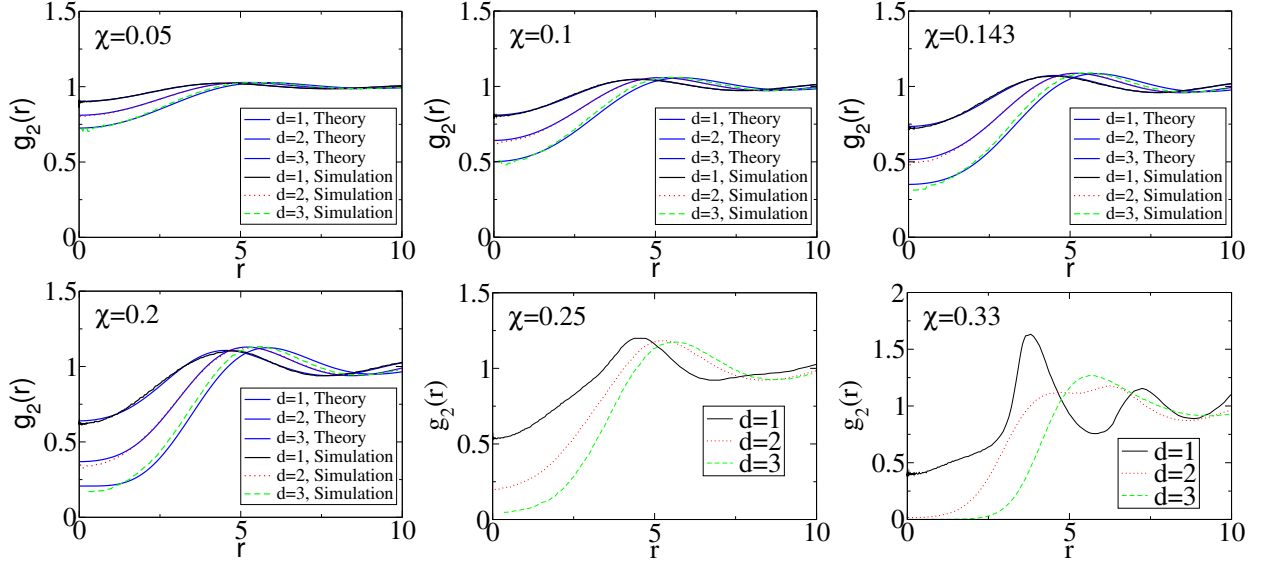 1.5
1
0.5
0
g₂(r)
χ=0.05
d=1, Theory
d=2, Theory
d=3, Theory
d=1, Simulation
d=2, Simulation
d=3, Simulation
0 5 10
r
1.5
1
0.5
0
g₂(r)
χ=0.1
d=1, Theory
d=2, Theory
d=3, Theory
d=1, Simulation
d=2, Simulation
d=3, Simulation
0 5 10
r
1.5
1
0.5
0
g₂(r)
χ=0.143
d=1, Theory
d=2, Theory
d=3, Theory
d=1, Simulation
d=2, Simulation
d=3, Simulation
0 5 10
r
1.5
1
0.5
0
g₂(r)
χ=0.2
d=1, Theory
d=2, Theory
d=3, Theory
d=1, Simulation
d=2, Simulation
d=3, Simulation
0 5 10
r
1.5
1
0.5
0
g₂(r)
χ=0.25
d=1
d=2
d=3
0 5 10
r
2
1.5
1
0.5
0
g₂(r)
χ=0.33
d=1
d=2
d=3
0 5 10
r